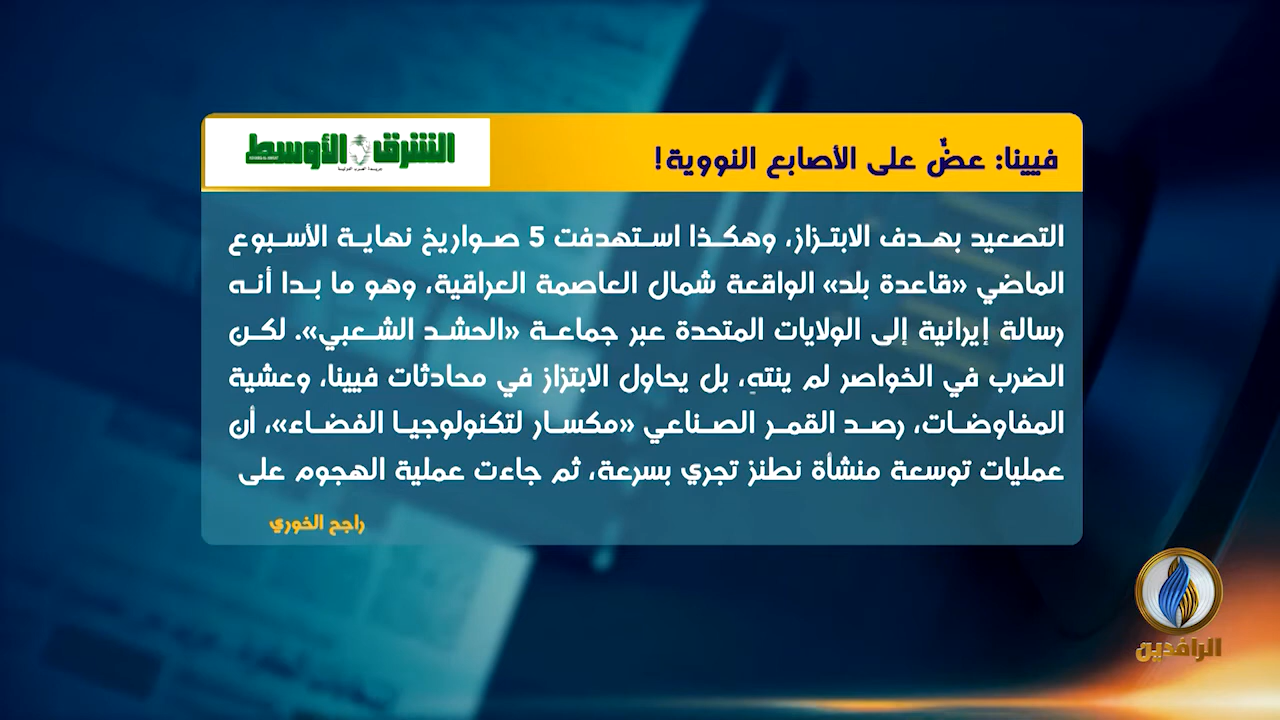 فيينا: عضٌ على الأصابع النووية!
الشرق الأوسط
جريدة العرب الدولية
التصعيد بهدف الابتزاز، وهكذا استهدفت 5 صواريخ نهاية الأسبوع
الماضي «قاعدة بلد» الواقعة شمال العاصمة العراقية، وهو ما بدا أنه
رسالة إيرانية إلى الولايات المتحدة عبر جماعة «الحشد الشعبي». لكن
الضرب في الخواصر لم ينتهِ، بل يحاول الابتزاز في محادثات فيينا، وعشية
المفاوضات، رصد القمر الصناعي «مكسار لتكنولوجيا الفضاء»، أن
عمليات توسعة منشأة نطنز تجري بسرعة، ثم جاءت عملية الهجوم على
راجح الخوري
الرافدين